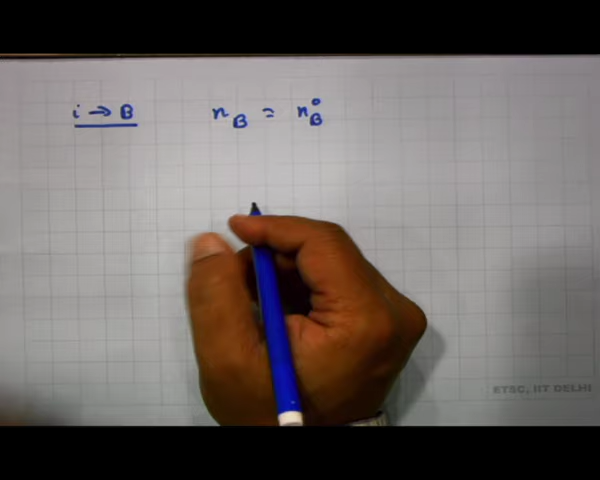 i → B n_B = n_B^o
ETSC, IIT DELHI